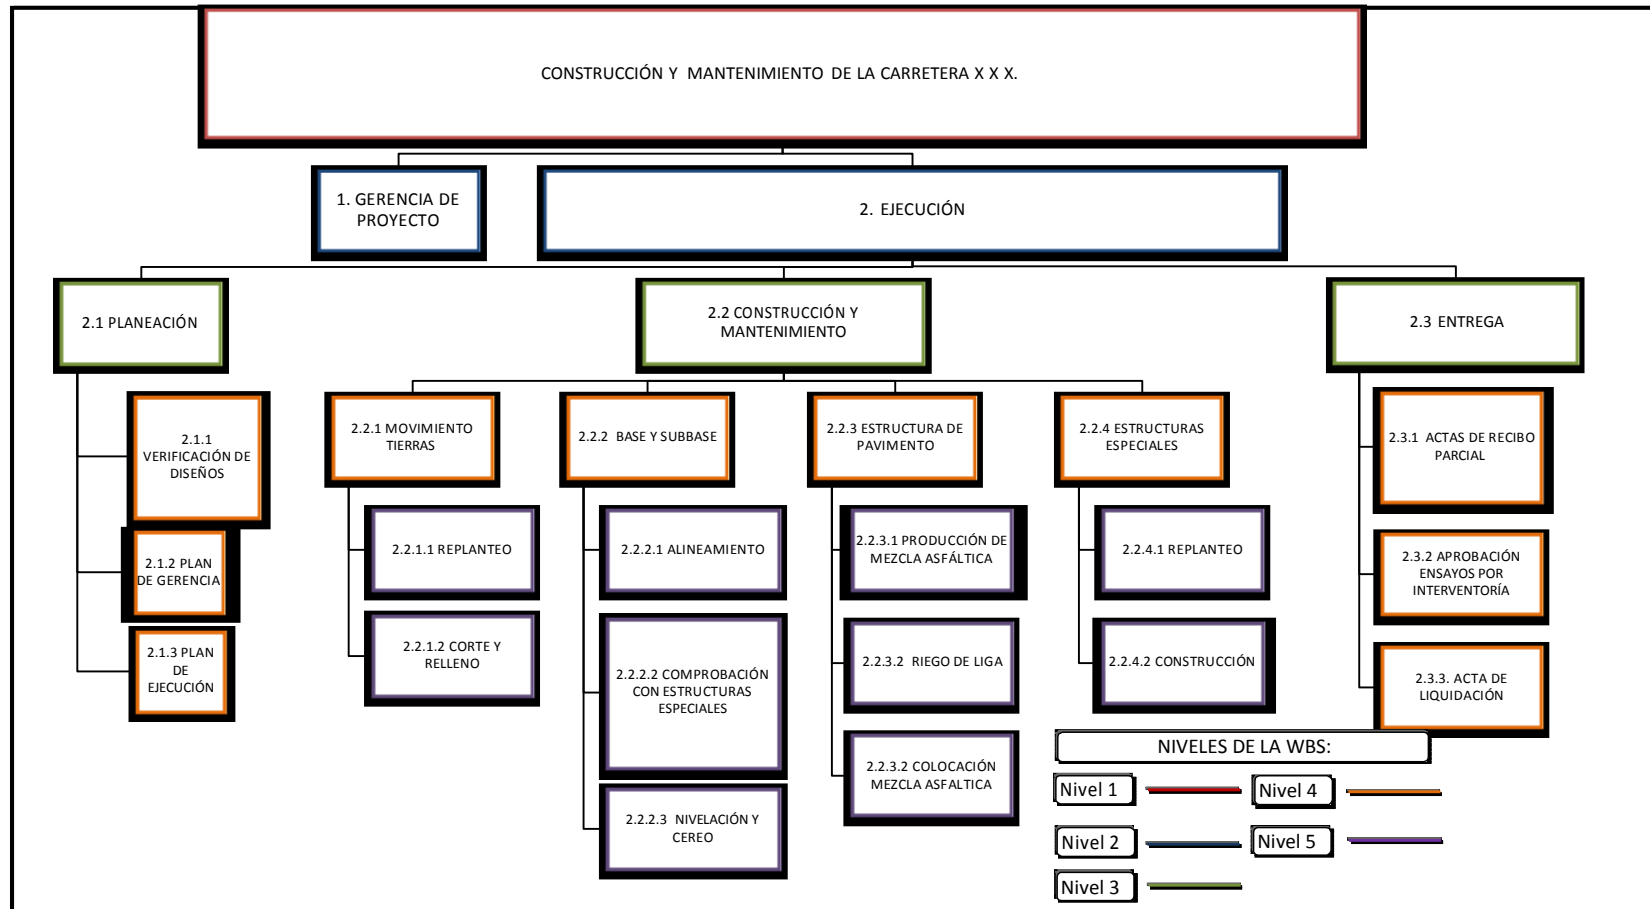 CONSTRUCCIÓN Y MANTENIMIENTO DE LA CARRETERA X X X.
1. GERENCIA DE
PROYECTO
2. EJECUCIÓN
2.1 PLANEACIÓN
2.2 CONSTRUCCIÓN Y
MANTENIMIENTO
2.3 ENTREGA
2.1.1
VERIFICACIÓN DE
DISEÑOS
2.1.2 PLAN
DE GERENCIA
2.1.3 PLAN
DE
EJECUCIÓN
2.2.1 MOVIMIENTO
TIERRAS
2.2.1.1 REPLANTEO
2.2.1.2 CORTE Y
RELLENO
2.2.2 BASE Y SUBBASE
2.2.2.1 ALINEAMIENTO
2.2.2.2 COMPROBACIÓN
CON ESTRUCTURAS
ESPECIALES
2.2.2.3 NIVELACIÓN Y
CEREO
2.2.3 ESTRUCTURA DE
PAVIMENTO
2.2.3.1 PRODUCCIÓN DE
MEZCLA ASFÁLTICA
2.2.3.2 RIEGO DE LIGA
2.2.3.2 COLOCACIÓN
MEZCLA ASFALTICA
2.2.4 ESTRUCTURAS
ESPECIALES
2.2.4.1 REPLANTEO
2.2.4.2 CONSTRUCCIÓN
2.3.1 ACTAS DE RECIBO
PARCIAL
2.3.2 APROBACIÓN
ENSAYOS POR
INTERVENTORÍA
2.3.3. ACTA DE
LIQUIDACIÓN
NIVELES DE LA WBS:
Nivel 1
Nivel 4
Nivel 2
Nivel 5
Nivel 3